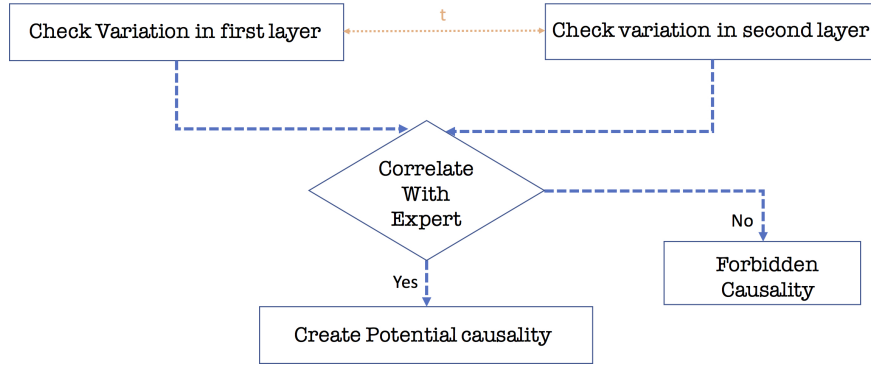 Check Variation in first layer
t
Check variation in second layer
Correlate
With
Expert
No
Yes
Forbidden
Causality
Create Potential causality